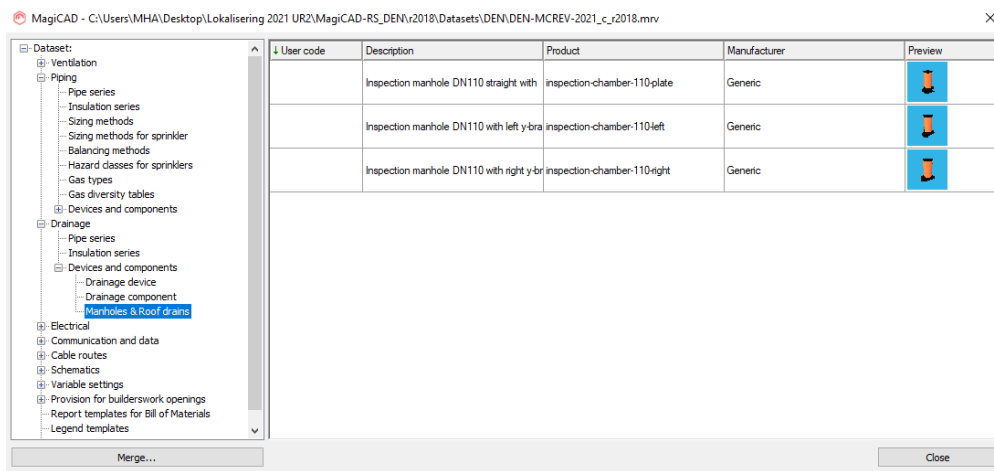 MagiCAD - C:\Users\MHA\Desktop\Lokalisering 2021 UR2\MagiCAD-RS_DEN\r2018\Datasets\DEN\DEN-MCREV-2021_c_r2018.mrv
Dataset:
Ventilation
Piping
Pipe series
Insulation series
Sizing methods
Sizing methods for sprinkler
Balancing methods
Hazard classes for sprinklers
Gas types
Gas diversity tables
Devices and components
Drainage
Pipe series
Insulation series
Devices and components
Drainage device
Drainage component
Manholes & Roof drains
Electrical
Communication and data
Cable routes
Schematics
Variable settings
Provision for builderswork openings
Report templates for Bill of Materials
Legend templates
↓ User code Description Product Manufacturer Preview
Inspection manhole DN110 straight with inspection-chamber-110-plate Generic
Inspection manhole DN110 with left y-bra inspection-chamber-110-left Generic
Inspection manhole DN110 with right y-br inspection-chamber-110-right Generic
Merge... Close